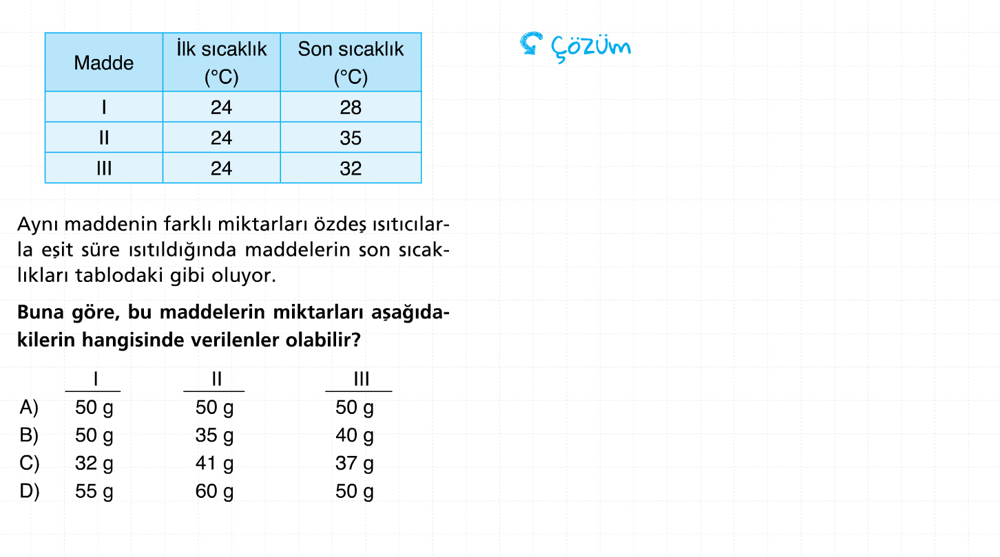 Madde İlk sıcaklık (°C) Son sıcaklık (°C)
I 24 28
II 24 35
III 24 32
Aynı maddenin farklı miktarları özdeş ısıtıcılar-
la eşit süre ısıtıldığında maddelerin son sıcak-
lıkları tablodaki gibi oluyor.
Buna göre, bu maddelerin miktarları aşağıda-
kilerin hangisinde verilenler olabilir?
I II III
A) 50 g 50 g 50 g
B) 50 g 35 g 40 g
C) 32 g 41 g 37 g
D) 55 g 60 g 50 g
Çözüm